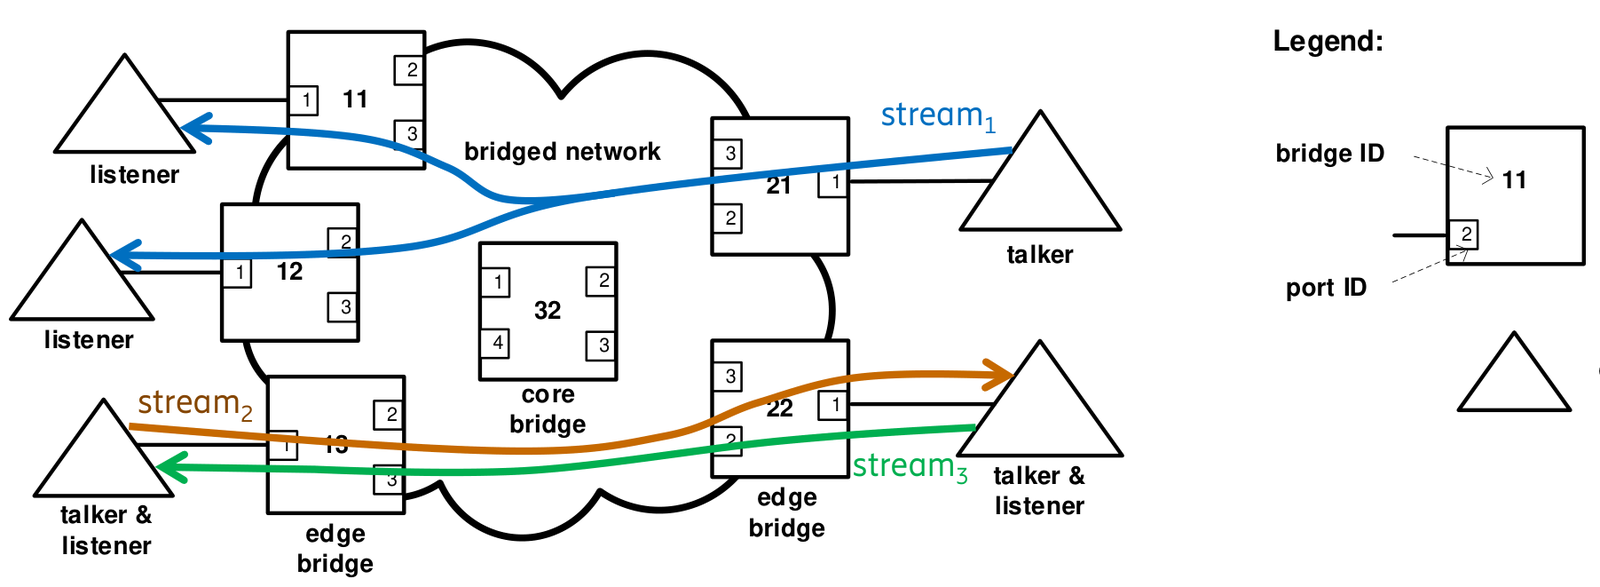 Legend:
2
1
11
3
stream1
bridged network
listener
3
21
1
2
talker
bridge ID
11
2
port ID
2
1
12
3
listener
1
2
32
4
3
core
bridge
3
22
1
2
stream2
2
1
13
3
stream3
talker &
listener
edge
bridge
talker &
listener
edge
bridge